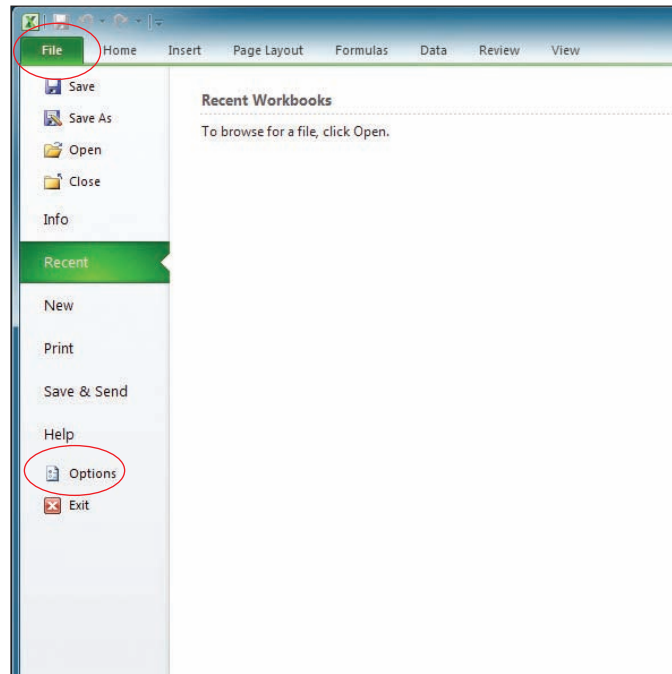 File Home Insert Page Layout Formulas Data Review View
Save
Save As
Open
Close
Info
Recent
New
Print
Save & Send
Help
Options
Exit
Recent Workbooks
To browse for a file, click Open.